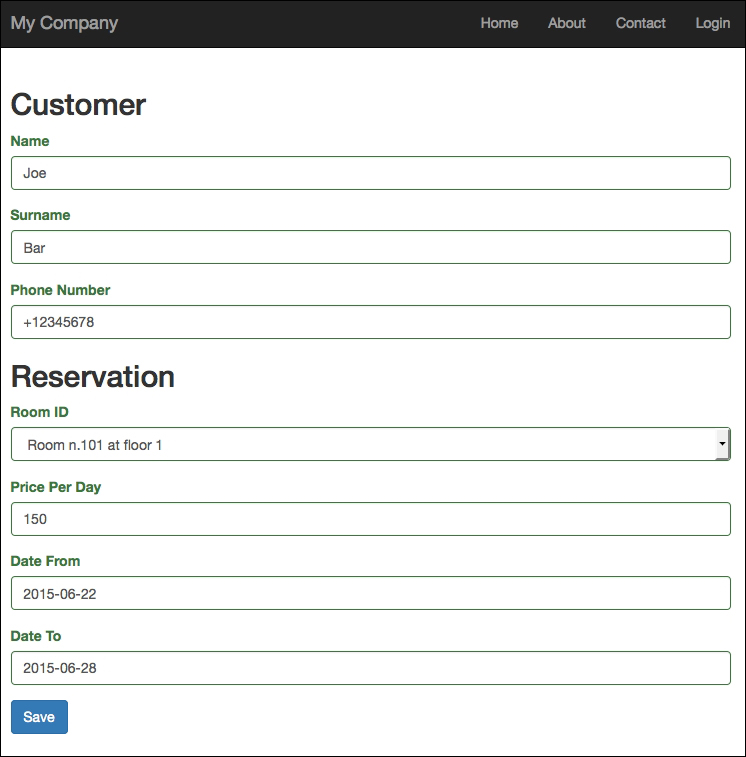 My Company Home About Contact Login
Customer
Name
Joe
Surname
Bar
Phone Number
+12345678
Reservation
Room ID
Room n.101 at floor 1
Price Per Day
150
Date From
2015-06-22
Date To
2015-06-28
Save